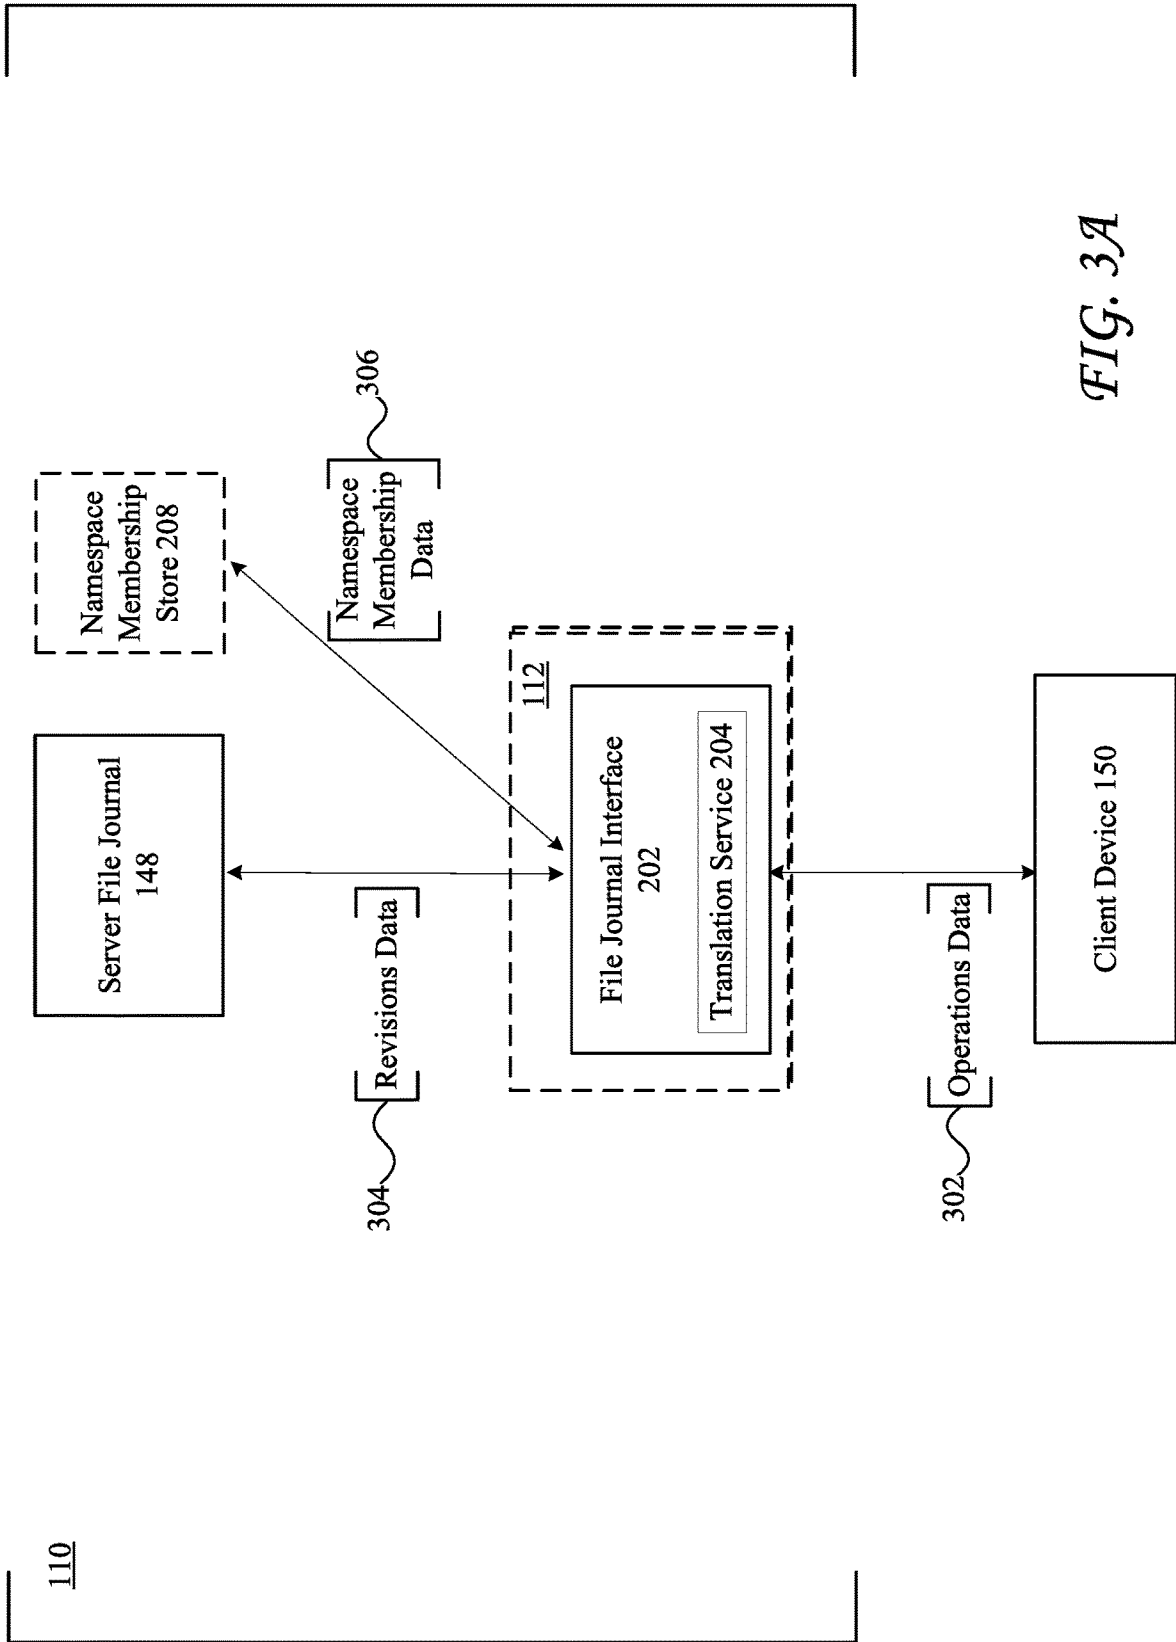 110
Server File Journal
148
Namespace
Membership
Store 208
304
Revisions Data
Namespace
Membership
Data
306
112
File Journal Interface
202
Translation Service 204
302
Operations Data
Client Device 150
FIG. 3A